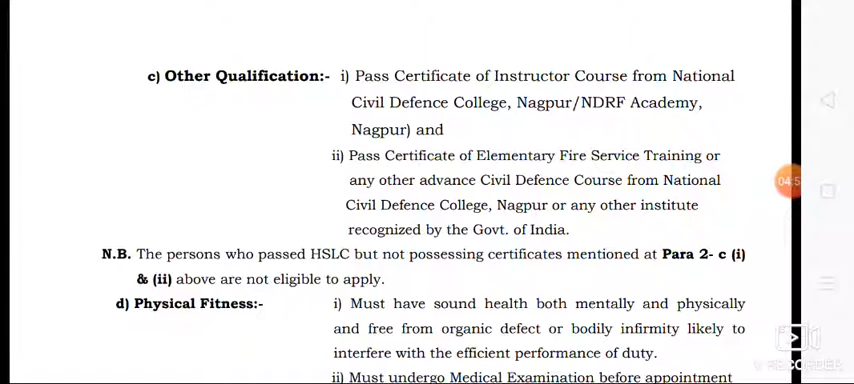 c) Other Qualification:- i) Pass Certificate of Instructor Course from National
Civil Defence College, Nagpur/NDRF Academy,
Nagpur) and
ii) Pass Certificate of Elementary Fire Service Training or
any other advance Civil Defence Course from National
Civil Defence College, Nagpur or any other institute
recognized by the Govt. of India.
N.B. The persons who passed HSLC but not possessing certificates mentioned at Para 2- c (i)
& (ii) above are not eligible to apply.
d) Physical Fitness:- i) Must have sound health both mentally and physically
and free from organic defect or bodily infirmity likely to
interfere with the efficient performance of duty.
ii) Must undergo Medical Examination before appointment
04:5
RECORDER